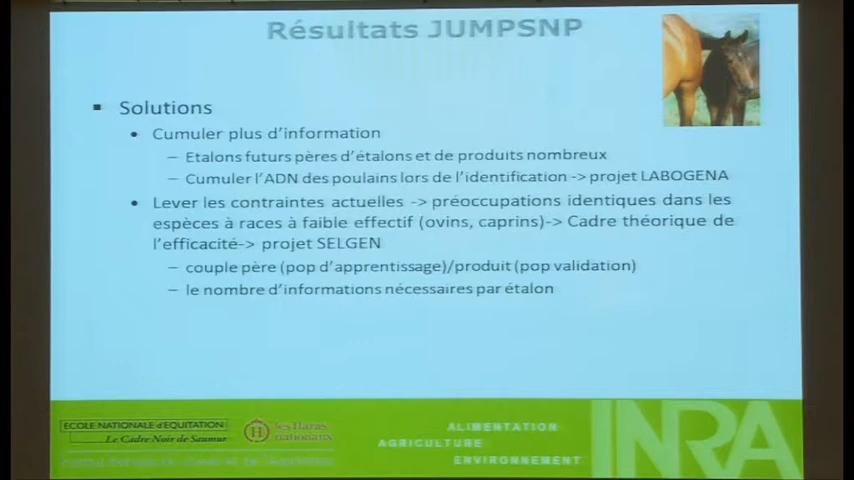 Résultats JUMPSNP
▪ Solutions
• Cumuler plus d'information
– Etalons futurs pères d'étalons et de produits nombreux
– Cumuler l'ADN des poulains lors de l'identification -> projet LABOGENA
• Lever les contraintes actuelles -> préoccupations identiques dans les
espèces à races à faible effectif (ovins, caprins)-> Cadre théorique de
l'efficacité-> projet SELGEN
– couple père (pop d'apprentissage)/produit (pop validation)
– le nombre d'informations nécessaires par étalon
ECOLE NATIONALE d'EQUITATION
Le Cadre Noir de Saumur
H
les Haras
nationaux
ALIMENTATION
AGRICULTURE
ENVIRONNEMENT
INRA